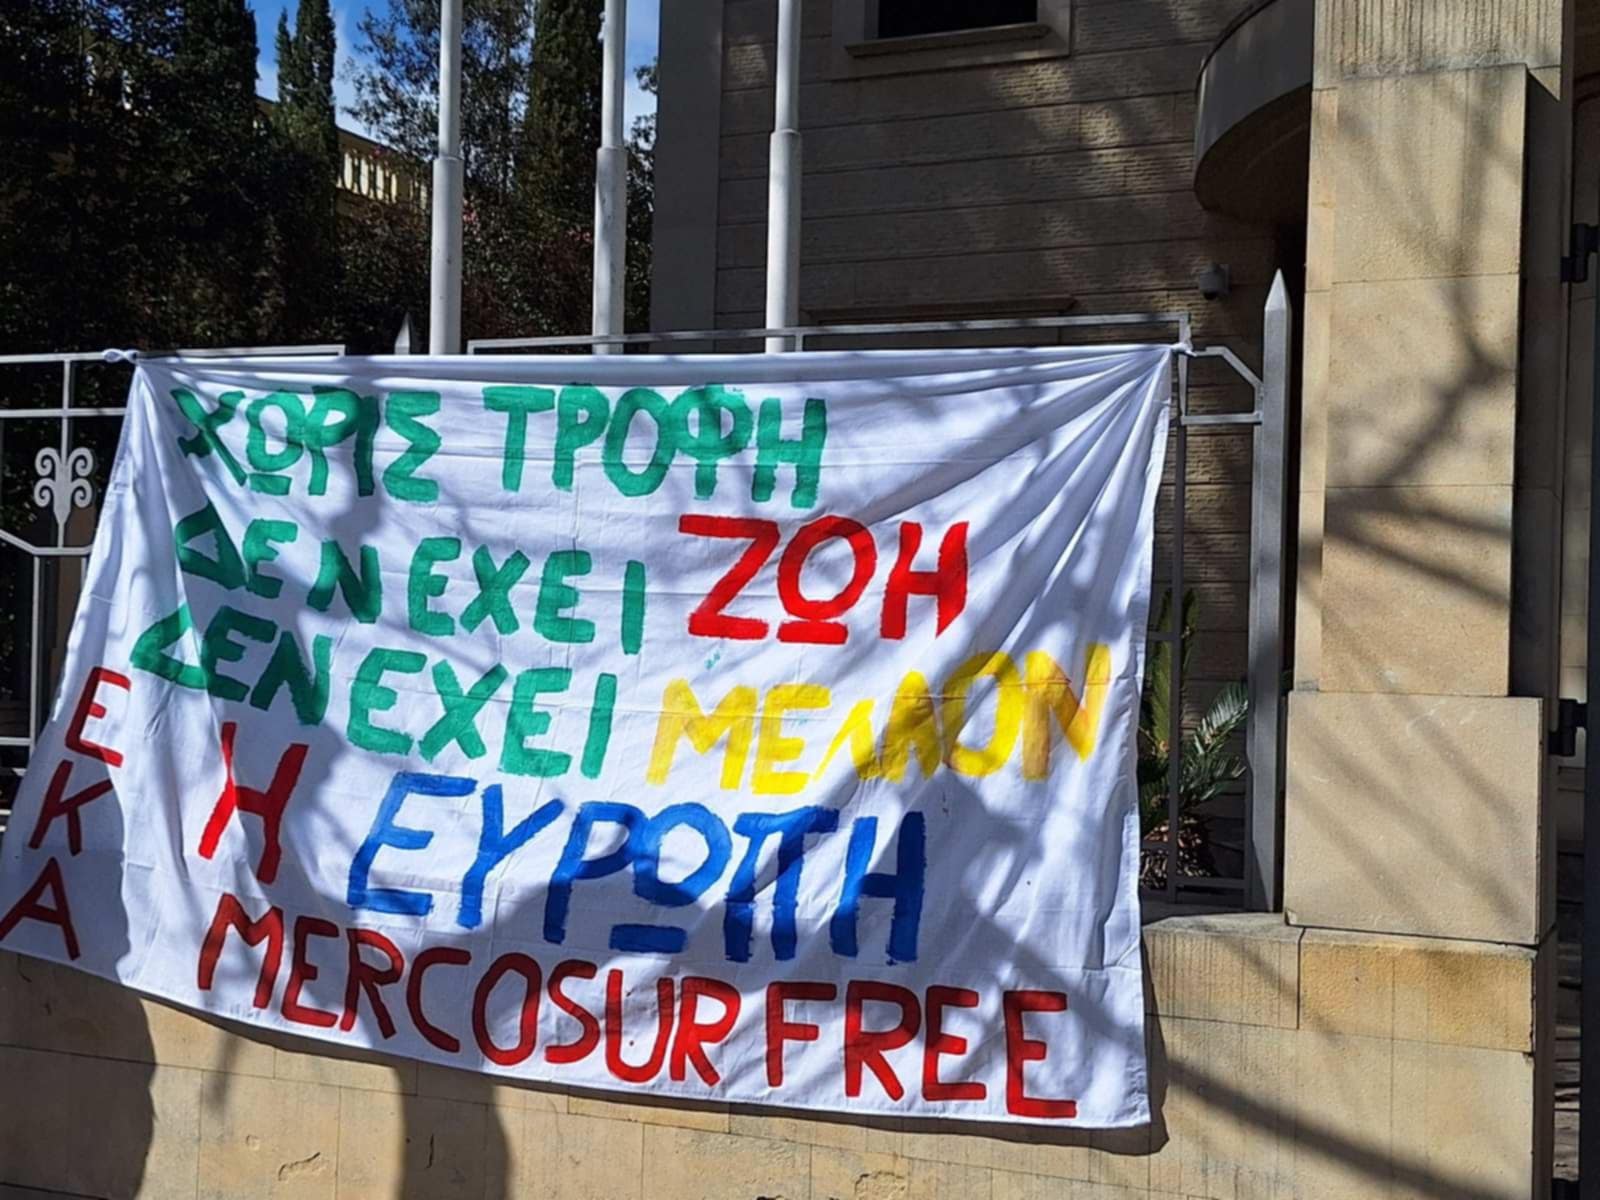 ΧΩΡΙΣ ΤΡΟΦΗ
ΔΕΝ ΕΧΕΙ ΖΩΗ
ΔΕΝ ΕΧΕΙ ΜΕΛΛΟΝ
Η ΕΥΡΩΠΗ
MERCOSUR FREE
ΕΚΑ